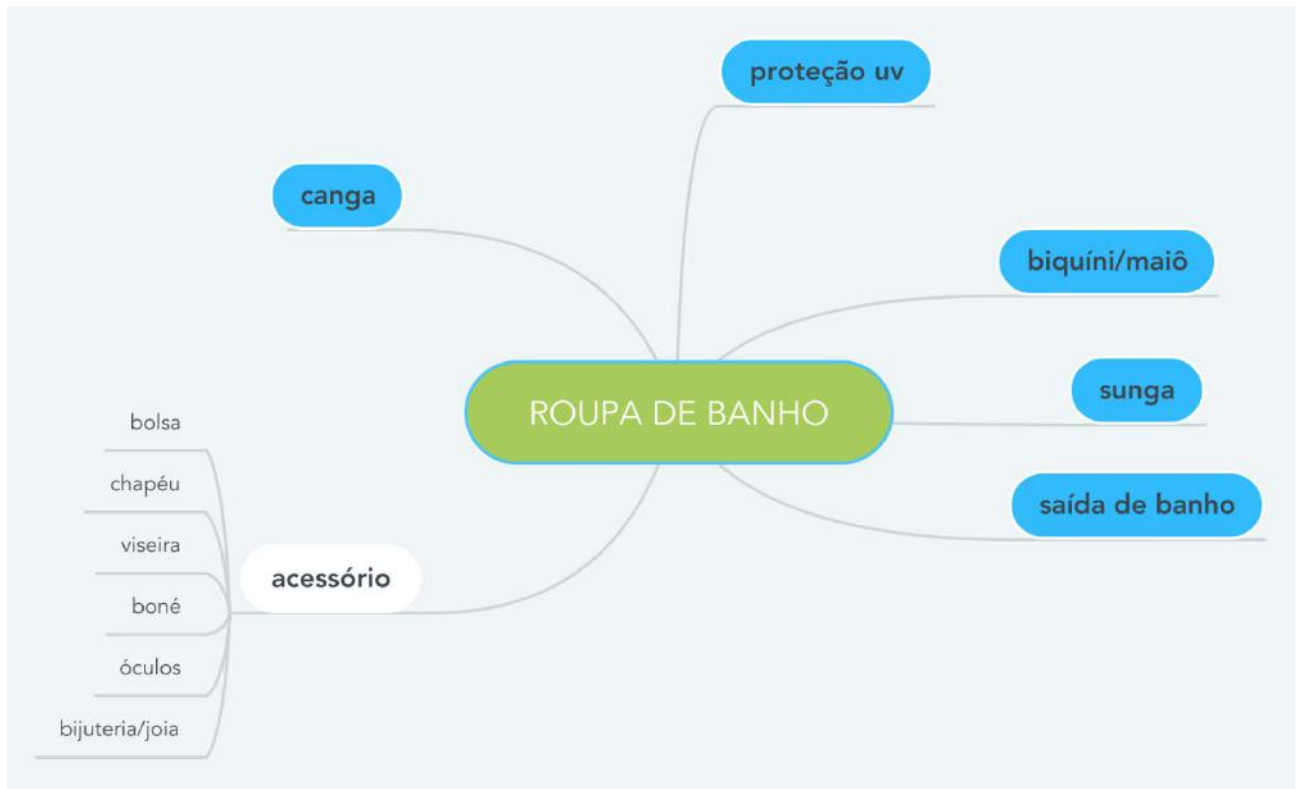 proteção uv
canga
biquíni/maiô
sunga
ROUPA DE BANHO
bolsa
chapéu
saída de banho
viseira
acessório
boné
óculos
bijuteria/joia